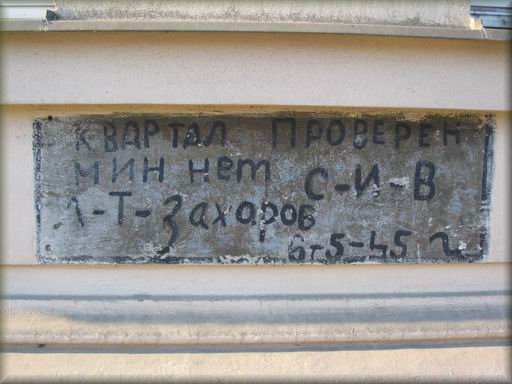 КВАРТАЛ ПРОВЕРЕН
МИН нет С-И-В
Л-Т-Захоров
6-5-45